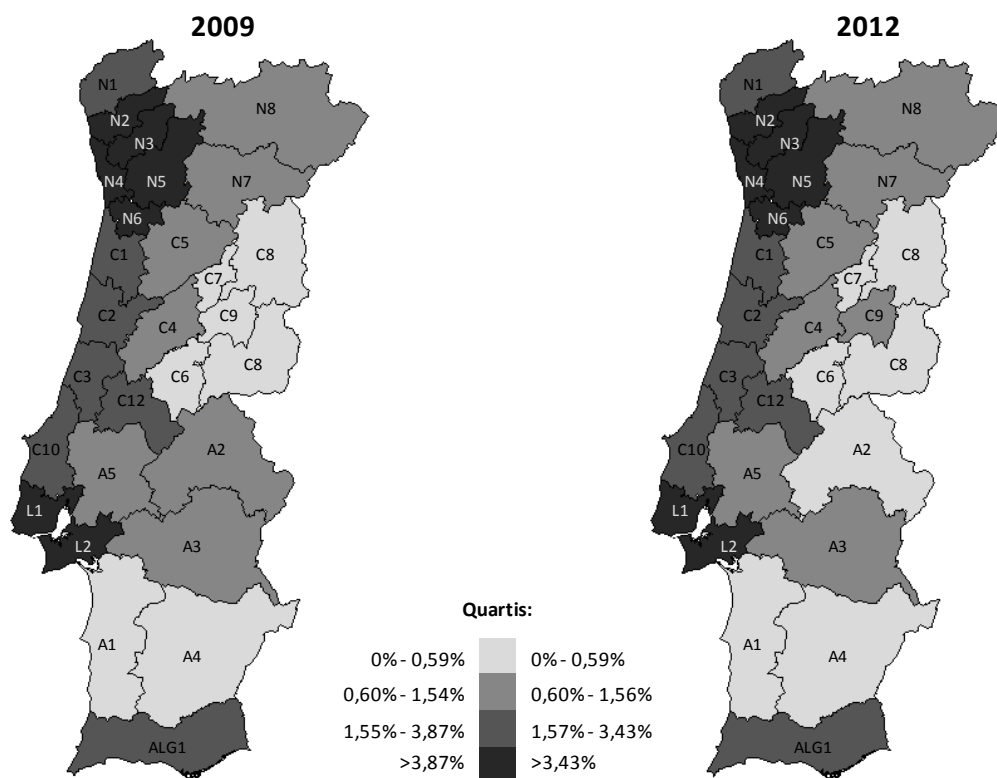 2009
N1
N2
N8
N3
N4
N5
N7
N6
C1
C5
C8
C7
C2
C4
C9
C3
C6
C8
C12
C10
A5
A2
L1
L2
A3
A1
A4
ALG1
2012
N1
N2
N8
N3
N4
N5
N7
N6
C1
C5
C8
C7
C2
C4
C9
C3
C6
C8
C12
C10
A5
A2
L1
L2
A3
A1
A4
ALG1
Quartis:
0% - 0,59% 0% - 0,59%
0,60% - 1,54% 0,60% - 1,56%
1,55% - 3,87% 1,57% - 3,43%
>3,87% >3,43%